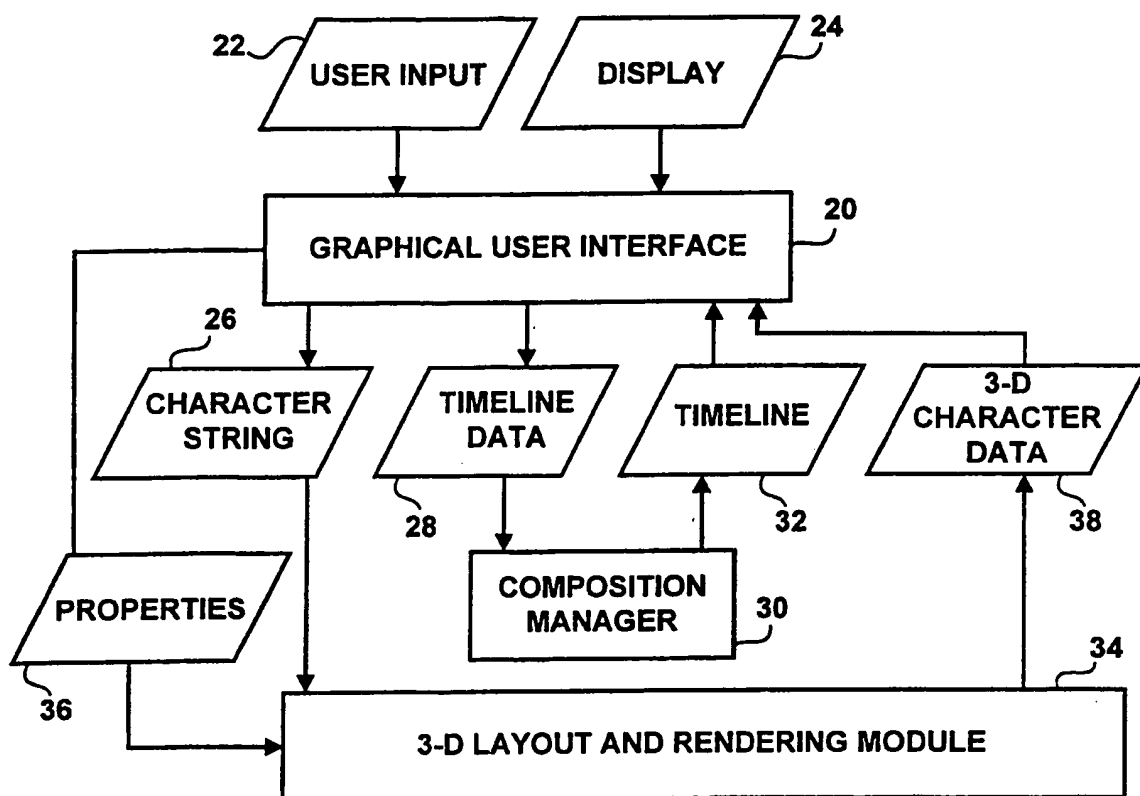 22
USER INPUT
DISPLAY
24
20
GRAPHICAL USER INTERFACE
26
CHARACTER
STRING
TIMELINE
DATA
28
TIMELINE
32
3-D
CHARACTER
DATA
38
PROPERTIES
36
COMPOSITION
MANAGER
30
34
3-D LAYOUT AND RENDERING MODULE